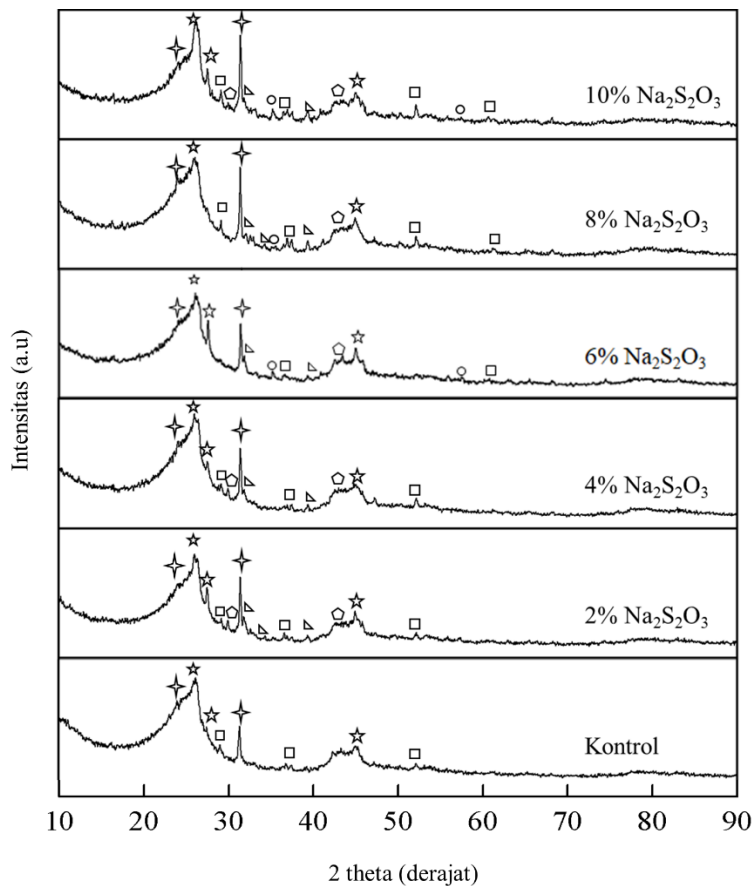 Intensitas (a.u)
10% Na₂S₂O₃
8% Na₂S₂O₃
6% Na₂S₂O₃
4% Na₂S₂O₃
2% Na₂S₂O₃
Kontrol
10 20 30 40 50 60 70 80 90
2 theta (derajat)